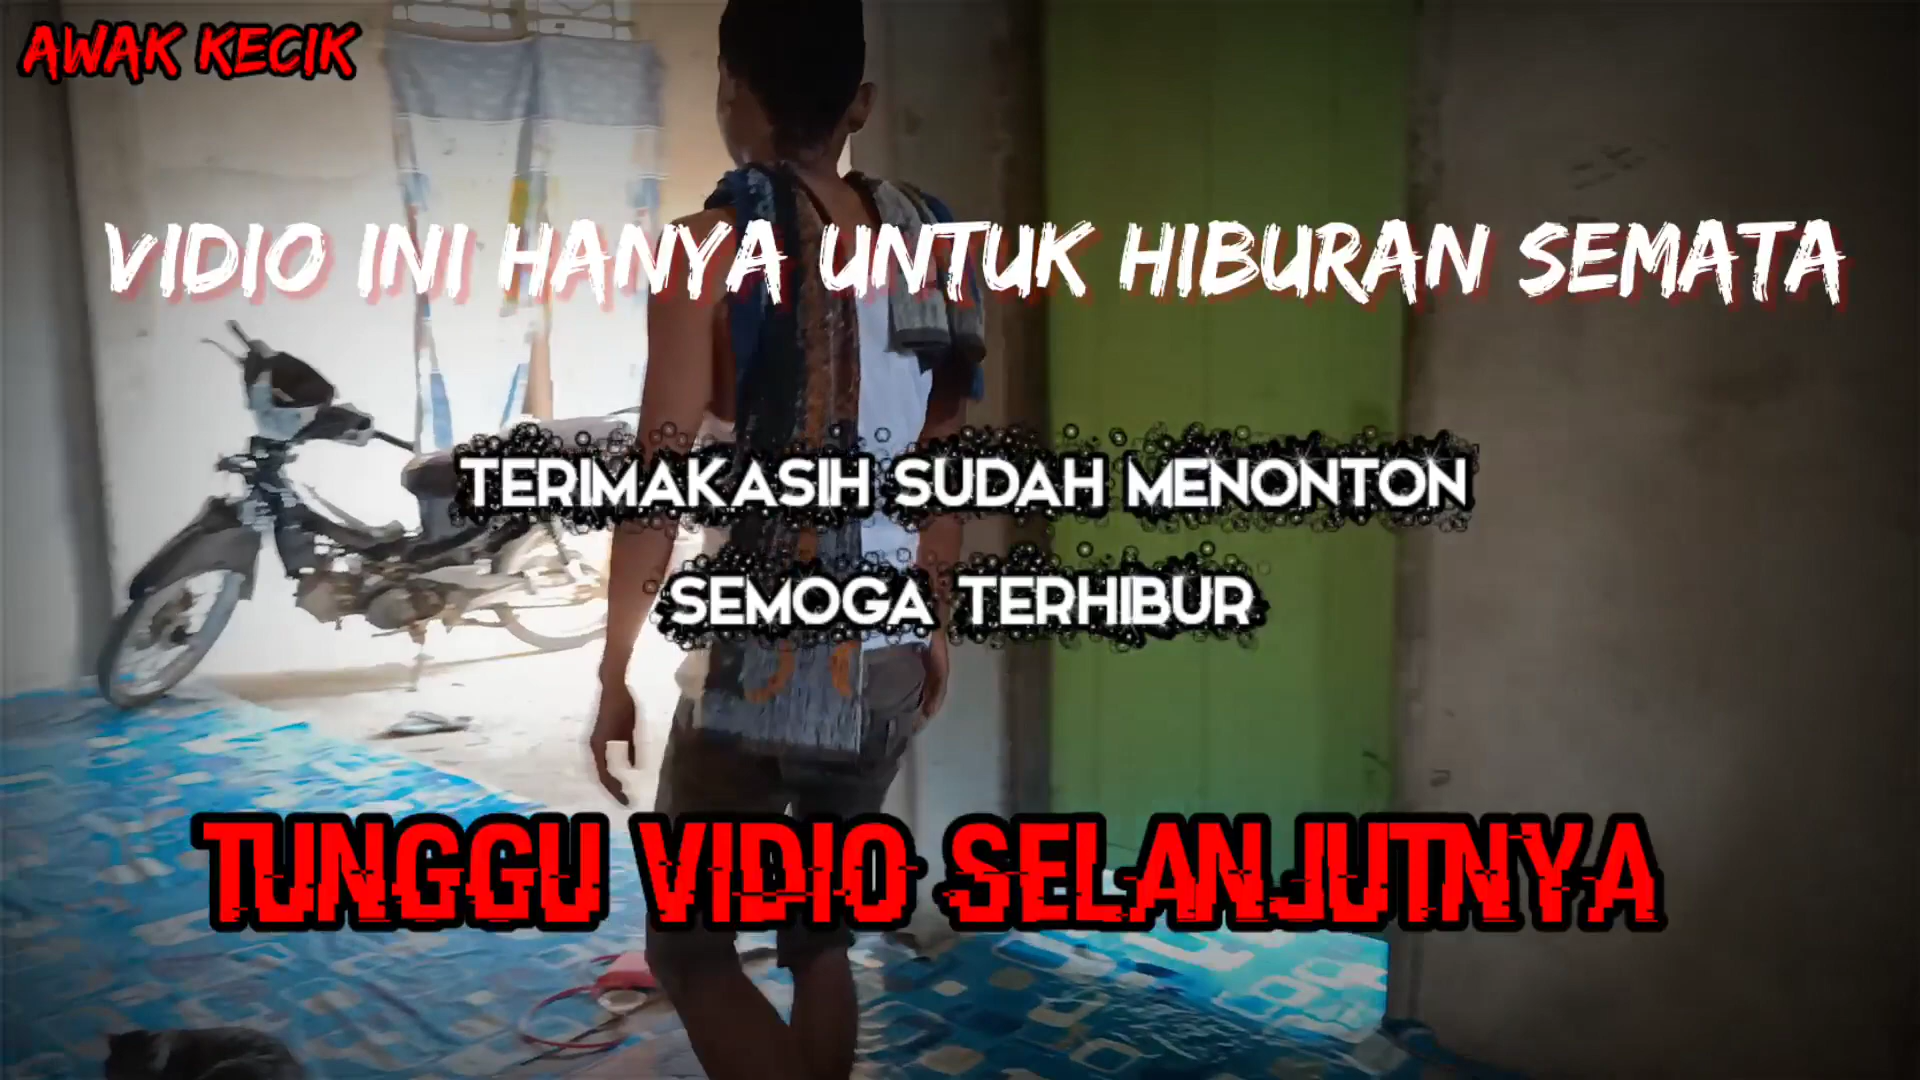 AWAK KECIK
VIDIO INI HANYA UNTUK HIBURAN SEMATA
TERIMAKASIH SUDAH MENONTON
SEMOGA TERHIBUR
TUNGGU VIDIO SELANJUTNYA